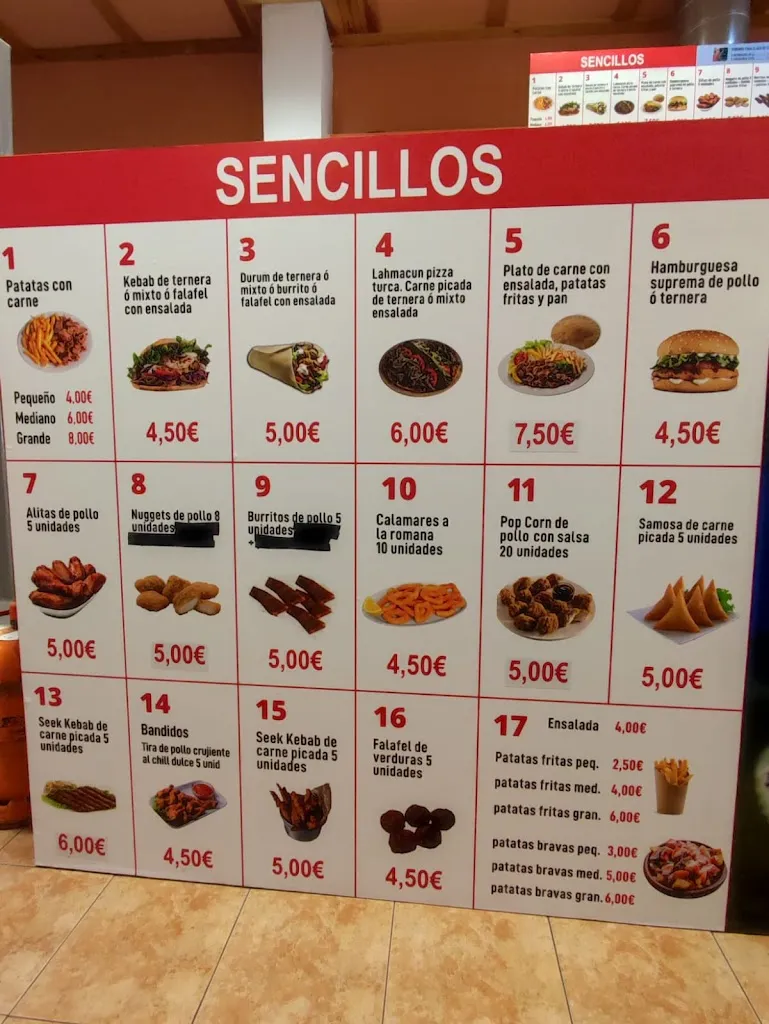 SENCILLOS
SENCILLOS
1
2
3
4
5
6
7
8
9
1
Patatas con
carne
Pequeño 4,00€
Mediano 6,00€
Grande 8,00€
2
Kebab de ternera
ó mixto ó falafel
con ensalada
4,50€
3
Durum de ternera ó
mixto ó burrito ó
falafel con ensalada
5,00€
4
Lahmacun pizza
turca. Carne picada
de ternera ó mixto
ensalada
6,00€
5
Plato de carne con
ensalada, patatas
fritas y pan
7,50€
6
Hamburguesa
suprema de pollo
ó ternera
4,50€
7
Alitas de pollo
5 unidades
5,00€
8
Nuggets de pollo 8
unidades
5,00€
9
Burritos de pollo 5
unidades
+
5,00€
10
Calamares a
la romana
10 unidades
4,50€
11
Pop Corn de
pollo con salsa
20 unidades
5,00€
12
Samosa de carne
picada 5 unidades
5,00€
13
Seek Kebab de
carne picada 5
unidades
6,00€
14
Bandidos
Tira de pollo crujiente
al chill dulce 5 unid
4,50€
15
Seek Kebab de
carne picada 5
unidades
5,00€
16
Falafel de
verduras 5
unidades
4,50€
17
Ensalada 4,00€
Patatas fritas peq. 2,50€
patatas fritas med. 4,00€
patatas fritas gran. 6,00€
patatas bravas peq. 3,00€
patatas bravas med. 5,00€
patatas bravas gran. 6,00€